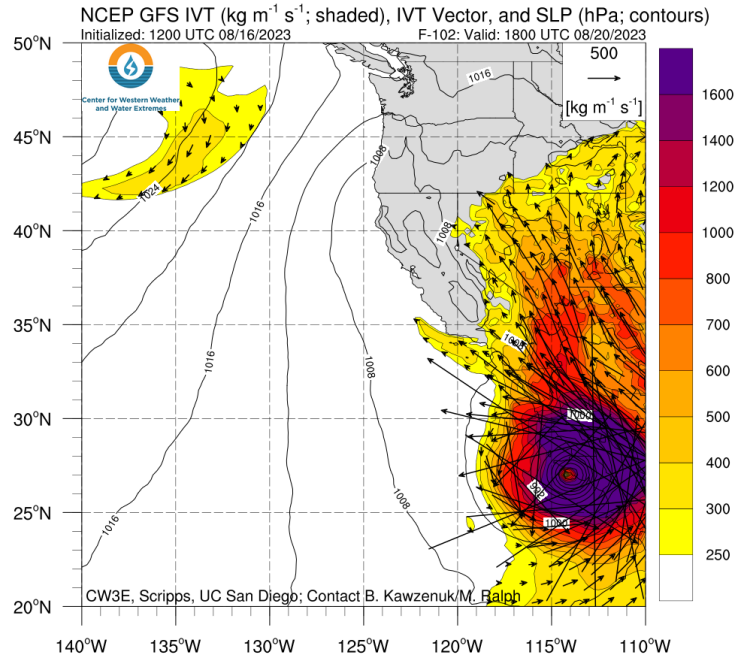 NCEP GFS IVT (kg m⁻¹ s⁻¹; shaded), IVT Vector, and SLP (hPa; contours)
Initialized: 1200 UTC 08/16/2023 F-102: Valid: 1800 UTC 08/20/2023
500
[kg m⁻¹ s⁻¹]
Center for Western Weather
and Water Extremes
50°N
45°N
40°N
35°N
30°N
25°N
20°N
1016
1008
1024
1016
1008
1016
1008
1008
1000
992
1008
1016
1000
1600
1400
1200
1000
800
700
600
500
400
300
250
CW3E, Scripps, UC San Diego; Contact B. Kawzenuk/M. Ralph
140°W
135°W
130°W
125°W
120°W
115°W
110°W